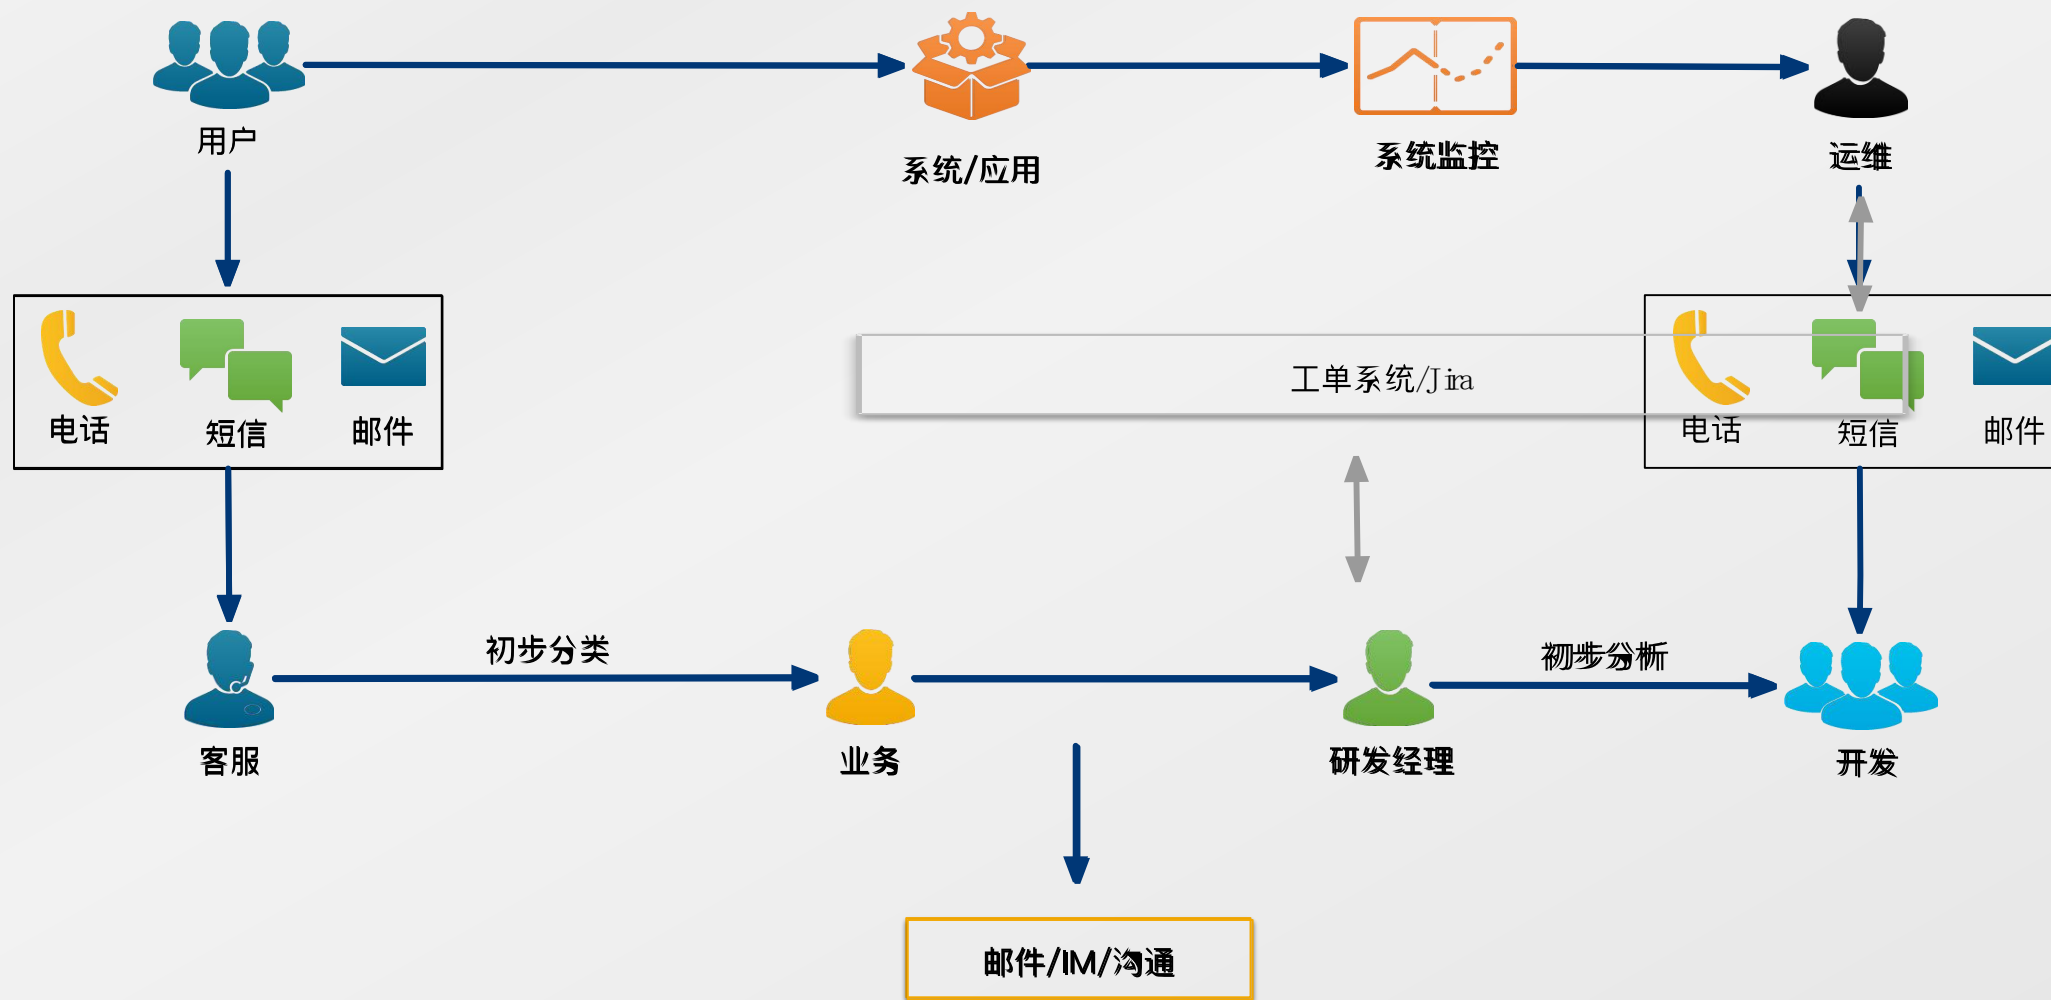 用户
系统/应用
系统监控
运维
工单系统/Jira
电话
短信
邮件
电话
短信
邮件
初步分类
初步分析
客服
业务
研发经理
开发
邮件/IM/沟通